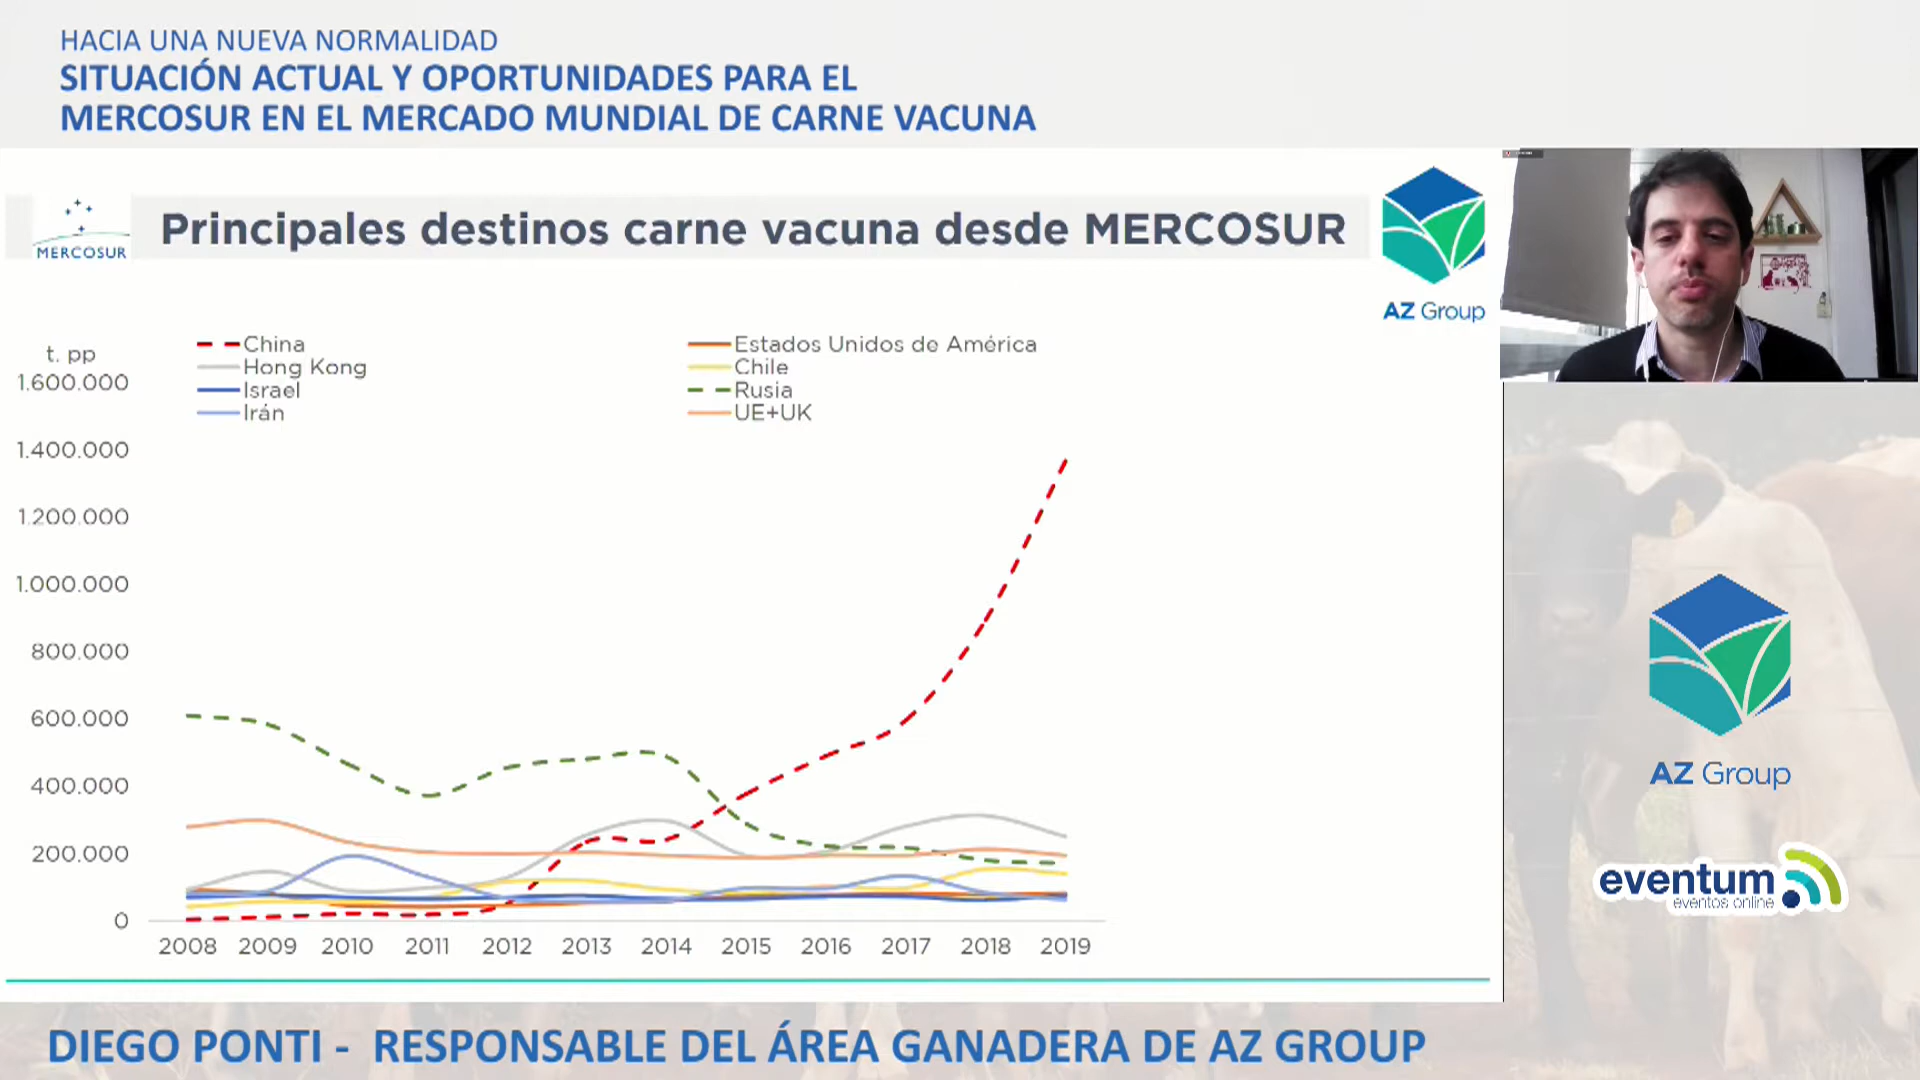 HACIA UNA NUEVA NORMALIDAD
SITUACIÓN ACTUAL Y OPORTUNIDADES PARA EL
MERCOSUR EN EL MERCADO MUNDIAL DE CARNE VACUNA
MERCOSUR
Principales destinos carne vacuna desde MERCOSUR
AZ Group
t. pp
China
Estados Unidos de América
Hong Kong
Chile
Israel
Rusia
Irán
UE+UK
1.600.000
1.400.000
1.200.000
1.000.000
800.000
600.000
400.000
200.000
0
2008 2009 2010 2011 2012 2013 2014 2015 2016 2017 2018 2019
AZ Group
eventum
eventos online
DIEGO PONTI - RESPONSABLE DEL ÁREA GANADERA DE AZ GROUP